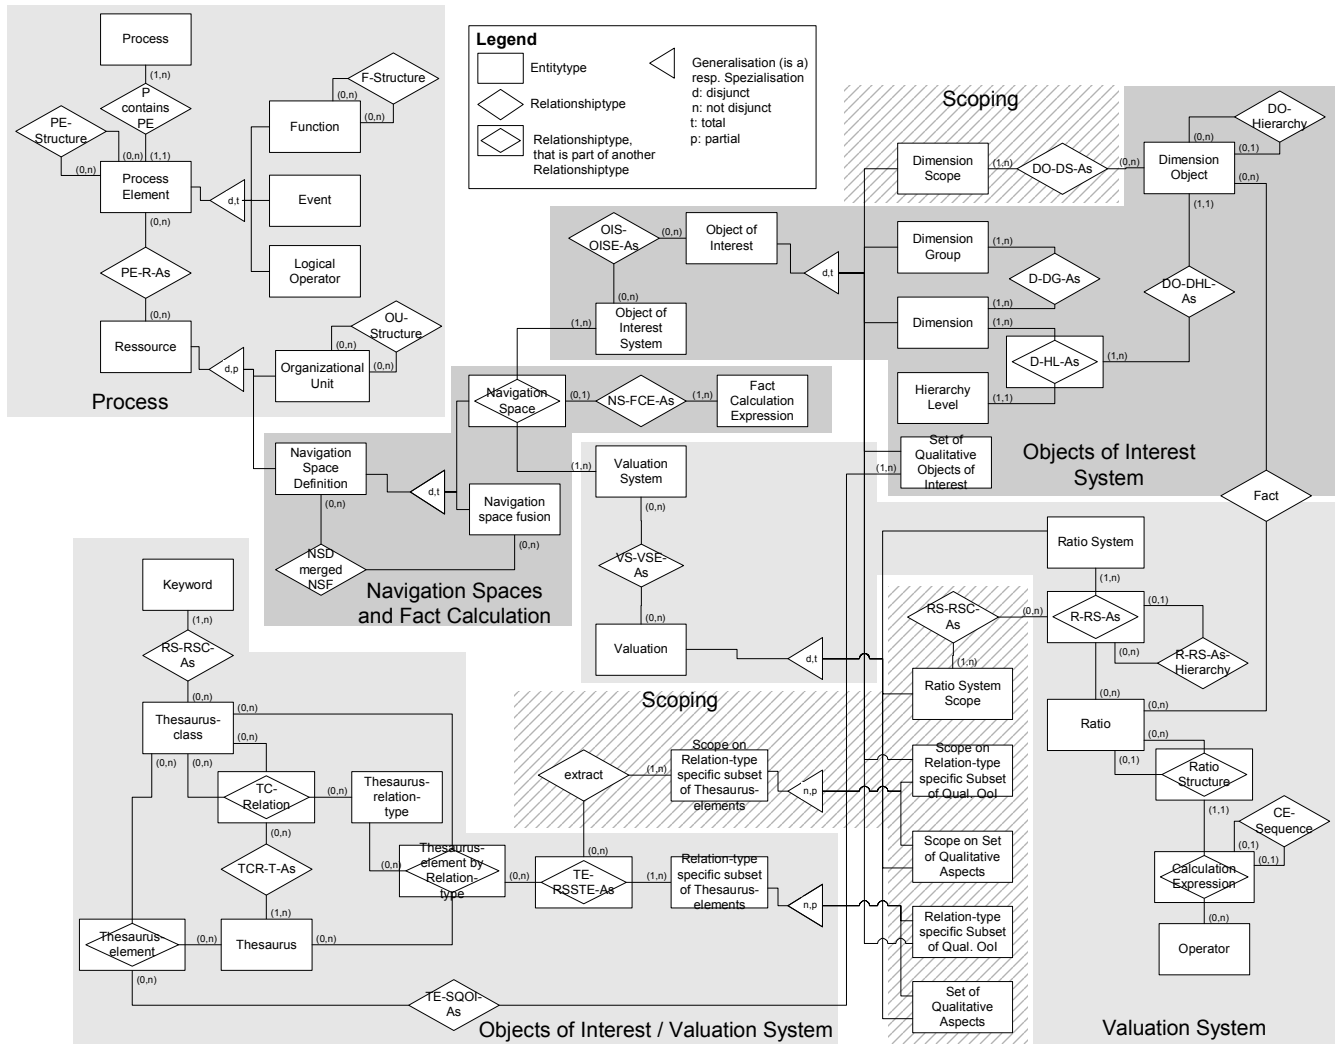 Process
(1,n)
P
contains
PE
PE-
Structure
(0,n)
(0,n)
(1,1)
Process
Element
(0,n)
d,t
F-Structure
(0,n)
(0,n)
Function
Event
Logical
Operator
PE-R-As
(0,n)
Ressource
d,p
OU-
Structure
(0,n)
(0,n)
Organizational
Unit
Process
Legend
Entitytype
Relationshiptype
Relationshiptype,
that is part of another
Relationshiptype
Generalisation (is a)
resp. Spezialisation
d: disjunct
n: not disjunct
t: total
p: partial
Scoping
Dimension
Scope
(1,n)
DO-DS-As
(0,n)
Dimension
Object
DO-
Hierarchy
(0,n)
(0,1)
(0,n)
(1,1)
OIS-
OISE-As
(0,n)
Object of
Interest
d,t
(0,n)
Object of
Interest
System
(1,n)
Dimension
Group
(1,n)
D-DG-As
(1,n)
Dimension
(1,n)
D-HL-As
(1,n)
DO-DHL-
As
Hierarchy
Level
(1,1)
Set of
Qualitative
Objects of
Interest
(1,n)
Objects of Interest
System
Navigation
Space
(0,1)
NS-FCE-As
(1,n)
Fact
Calculation
Expression
Navigation
Space
Definition
(0,n)
d,t
Navigation
space fusion
(0,n)
NSD
merged
NSF
Navigation Spaces
and Fact Calculation
(1,n)
Valuation
System
(0,n)
VS-VSE-
As
(0,n)
Valuation
d,t
Fact
Ratio System
(1,n)
R-RS-As
(0,n)
(0,1)
(0,n)
R-RS-As-
Hierarchy
(0,n)
Ratio
(0,n)
(0,n)
(0,1)
Ratio
Structure
(1,1)
CE-
Sequence
(0,1)
(0,1)
Calculation
Expression
(0,n)
Operator
Valuation System
RS-RSC-
As
(1,n)
Ratio System
Scope
Scoping
extract
(1,n)
Scope on
Relation-type
specific subset
of Thesaurus-
elements
n,p
Scope on
Relation-type
specific Subset
of Qual. OoI
Scope on Set
of Qualitative
Aspects
Relation-type
specific Subset
of Qual. OoI
Set of
Qualitative
Aspects
Keyword
(1,n)
RS-RSC-
As
(0,n)
Thesaurus-
class
(0,n)
(0,n)
(0,n)
(0,n)
TC-
Relation
(0,n)
Thesaurus-
relation-
type
(0,n)
TCR-T-As
(1,n)
(0,n)
Thesaurus-
element by
Relation-
type
(0,n)
(0,n)
TE-
RSSTE-As
(1,n)
Relation-type
specific subset
of Thesaurus-
elements
n,p
Thesaurus-
element
(0,n)
Thesaurus
(0,n)
(0,n)
TE-SQOI-
As
Objects of Interest / Valuation System